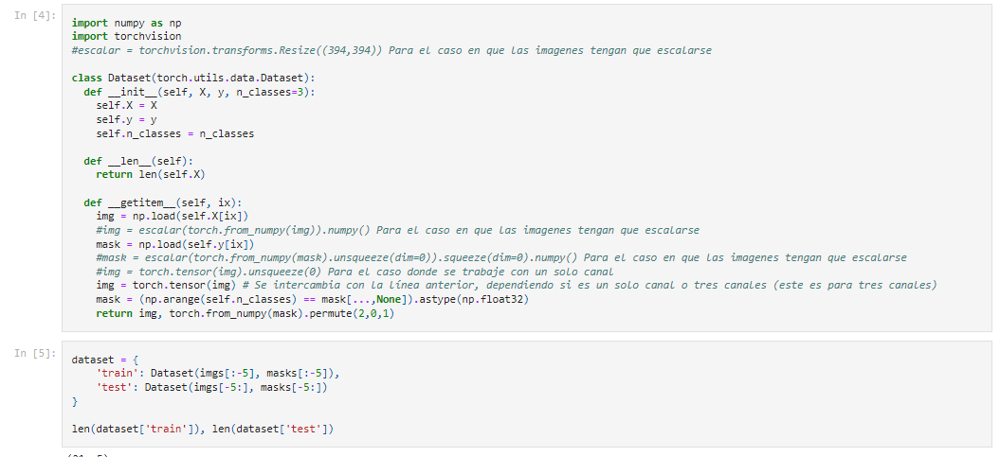 In [4]:
import numpy as np
import torchvision
#escalar = torchvision.transforms.Resize((394,394)) Para el caso en que las imagenes tengan que escalarse
class Dataset(torch.utils.data.Dataset):
def __init__(self, X, y, n_classes=3):
self.X = X
self.y = y
self.n_classes = n_classes
def __len__(self):
return len(self.X)
def __getitem__(self, ix):
img = np.load(self.X[ix])
#img = escalar(torch.from_numpy(img)).numpy() Para el caso en que las imagenes tengan que escalarse
mask = np.load(self.y[ix])
#mask = escalar(torch.from_numpy(mask).unsqueeze(dim=0)).squeeze(dim=0).numpy() Para el caso en que las imagenes tengan que escalarse
#img = torch.tensor(img).unsqueeze(0) Para el caso donde se trabaje con un solo canal
img = torch.tensor(img) # Se intercambia con la línea anterior, dependiendo si es un solo canal o tres canales (este es para tres canales)
mask = (np.arange(self.n_classes) == mask[...,None]).astype(np.float32)
return img, torch.from_numpy(mask).permute(2,0,1)
In [5]:
dataset = {
'train': Dataset(imgs[:-5], masks[:-5]),
'test': Dataset(imgs[-5:], masks[-5:])
}
len(dataset['train']), len(dataset['test'])